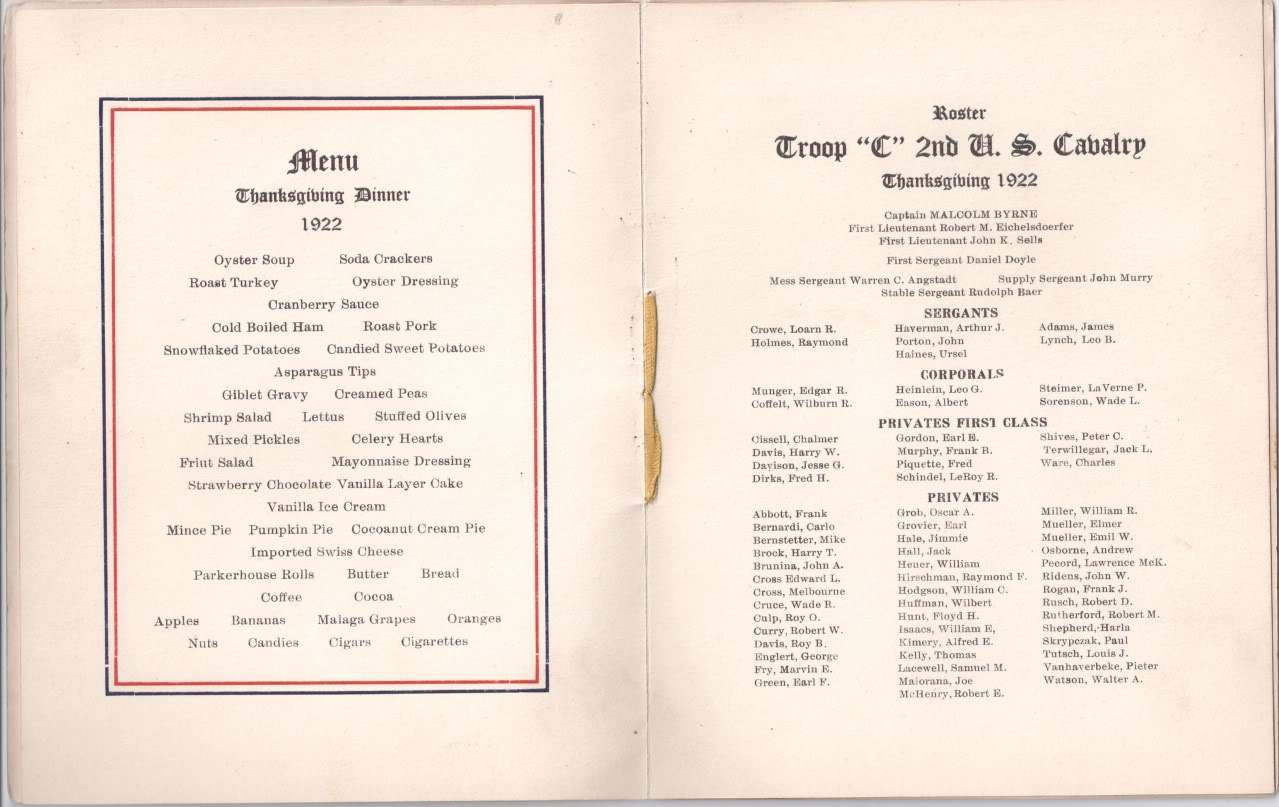 Menu
Thanksgiving Dinner
1922
Oyster Soup Soda Crackers
Roast Turkey Oyster Dressing
Cranberry Sauce
Cold Boiled Ham Roast Pork
Snowflaked Potatoes Candied Sweet Potatoes
Asparagus Tips
Giblet Gravy Creamed Peas
Shrimp Salad Lettus Stuffed Olives
Mixed Pickles Celery Hearts
Friut Salad Mayonnaise Dressing
Strawberry Chocolate Vanilla Layer Cake
Vanilla Ice Cream
Mince Pie Pumpkin Pie Cocoanut Cream Pie
Imported Swiss Cheese
Parkerhouse Rolls Butter Bread
Coffee Cocoa
Apples Bananas Malaga Grapes Oranges
Nuts Candies Cigars Cigarettes
Roster
Troop "C" 2nd U. S. Cavalry
Thanksgiving 1922
Captain MALCOLM BYRNE
First Lieutenant Robert M. Eichelsdoerfer
First Lieutenant John K. Sells
First Sergeant Daniel Doyle
Mess Sergeant Warren C. Angstadt Supply Sergeant John Murry
Stable Sergeant Rudolph Baer
SERGANTS
Crowe, Loarn R. Haverman, Arthur J. Adams, James
Holmes, Raymond Porton, John Lynch, Leo B.
Haines, Ursel
CORPORALS
Munger, Edgar R. Heinlein, Leo G. Steimer, LaVerne P.
Coffelt, Wilburn R. Eason, Albert Sorenson, Wade L.
PRIVATES FIRST CLASS
Cissell, Chalmer Gordon, Earl E. Shives, Peter C.
Davis, Harry W. Murphy, Frank B. Terwillegar, Jack L.
Davison, Jesse G. Piquette, Fred Ware, Charles
Dirks, Fred H. Schindel, LeRoy R.
PRIVATES
Abbott, Frank Grob, Oscar A. Miller, William R.
Bernardi, Carlo Grovier, Earl Mueller, Elmer
Bernstetter, Mike Hale, Jimmie Mueller, Emil W.
Brock, Harry T. Hall, Jack Osborne, Andrew
Brunina, John A. Heuer, William Pecord, Lawrence McK.
Cross Edward L. Hirschman, Raymond F. Ridens, John W.
Cross, Melbourne Hodgson, William C. Rogan, Frank J.
Cruce, Wade R. Huffman, Wilbert Rusch, Robert D.
Culp, Roy O. Hunt, Floyd H. Rutherford, Robert M.
Curry, Robert W. Isaacs, William E, Shepherd, Harla
Davis, Roy B. Kimery, Alfred E. Skrypczak, Paul
Englert, George Kelly, Thomas Tutsch, Louis J.
Fry, Marvin E. Lacewell, Samuel M. Vanhaverbeke, Pieter
Green, Earl F. Maiorana, Joe Watson, Walter A.
McHenry, Robert E.